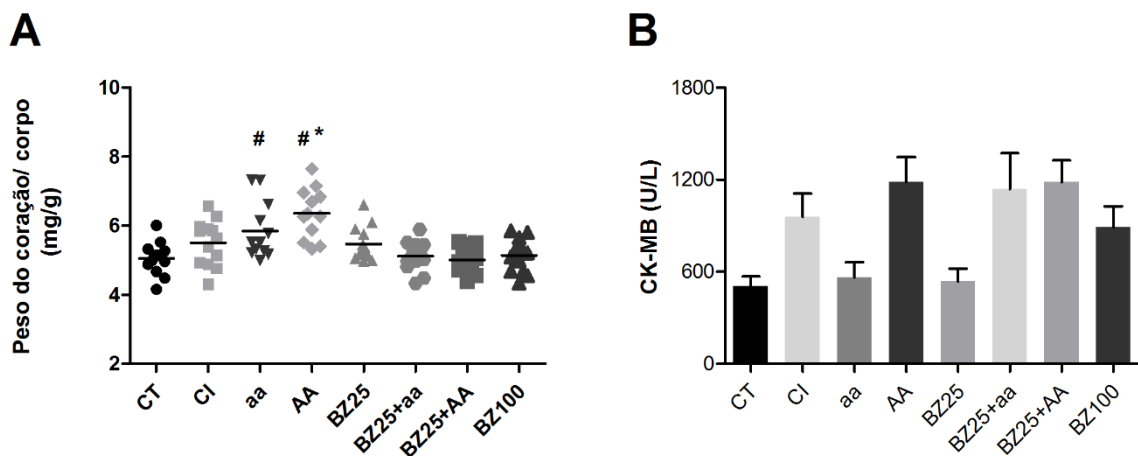 A
Peso do coração/ corpo
(mg/g)
10
8
6
4
2
#
# *
CT
CI
aa
AA
BZ25
BZ25+aa
BZ25+AA
BZ100
B
CK-MB (U/L)
1800
1200
600
0
CT
CI
aa
AA
BZ25
BZ25+aa
BZ25+AA
BZ100